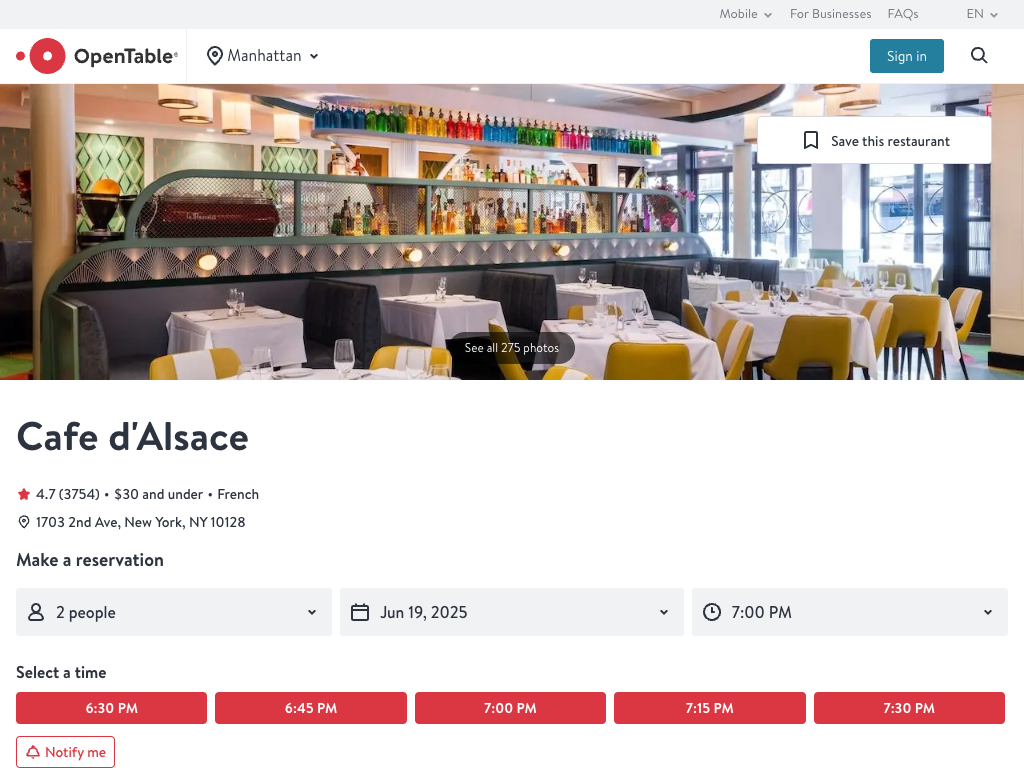 Mobile For Businesses FAQs EN
OpenTable® Manhattan Sign in
Save this restaurant
See all 275 photos
Cafe d'Alsace
4.7 (3754) • $30 and under • French
1703 2nd Ave, New York, NY 10128
Make a reservation
2 people Jun 19, 2025 7:00 PM
Select a time
6:30 PM 6:45 PM 7:00 PM 7:15 PM 7:30 PM
Notify me